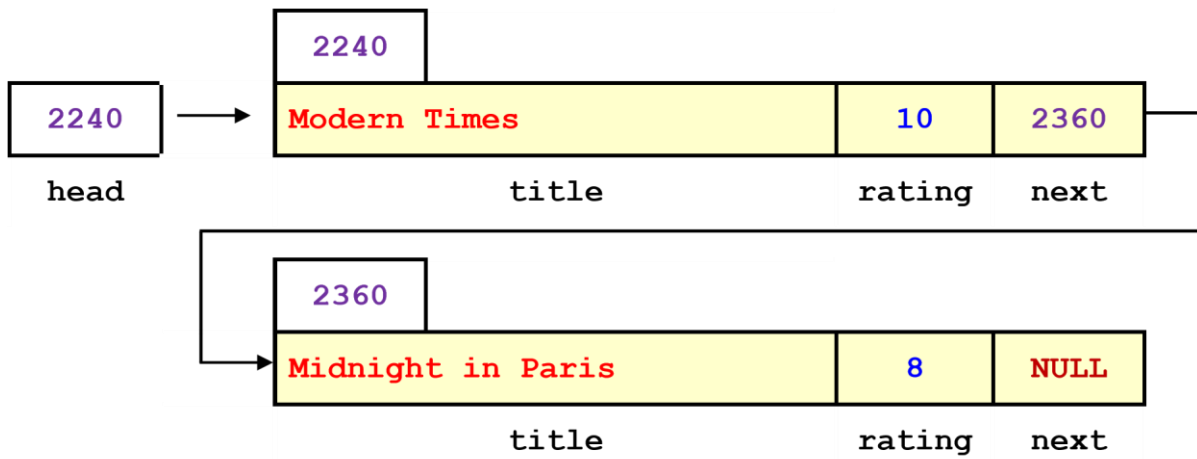 2240
2240 Modern Times 10 2360
head title rating next
2360
Midnight in Paris 8 NULL
title rating next